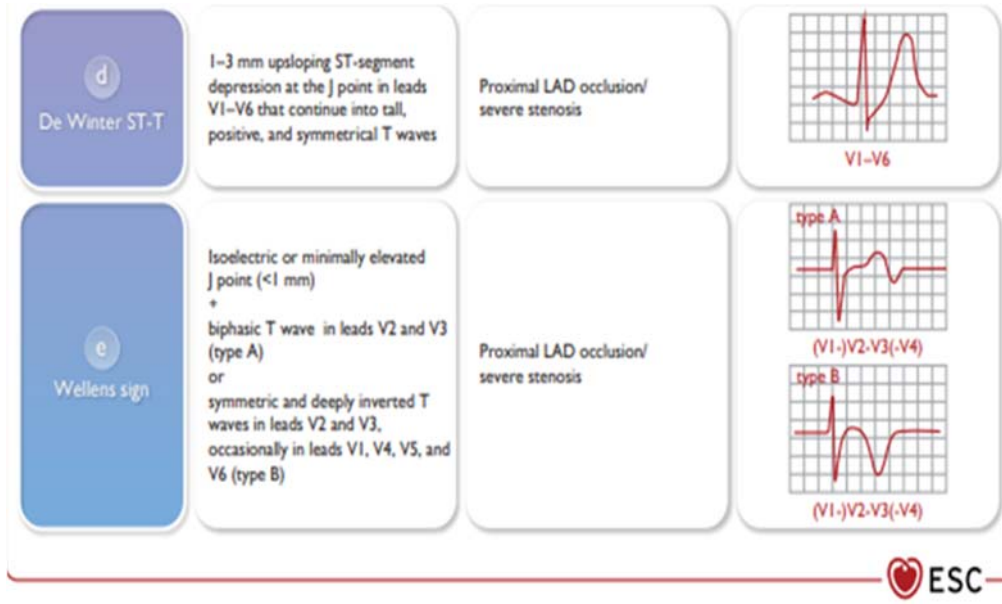 d
De Winter ST-T
1–3 mm upsloping ST-segment
depression at the J point in leads
V1–V6 that continue into tall,
positive, and symmetrical T waves
Proximal LAD occlusion/
severe stenosis
V1–V6
e
Wellens sign
Isoelectric or minimally elevated
J point (<1 mm)
+
biphasic T wave in leads V2 and V3
(type A)
or
symmetric and deeply inverted T
waves in leads V2 and V3,
occasionally in leads V1, V4, V5, and
V6 (type B)
Proximal LAD occlusion/
severe stenosis
type A
(V1-)V2-V3(-V4)
type B
(V1-)V2-V3(-V4)
ESC